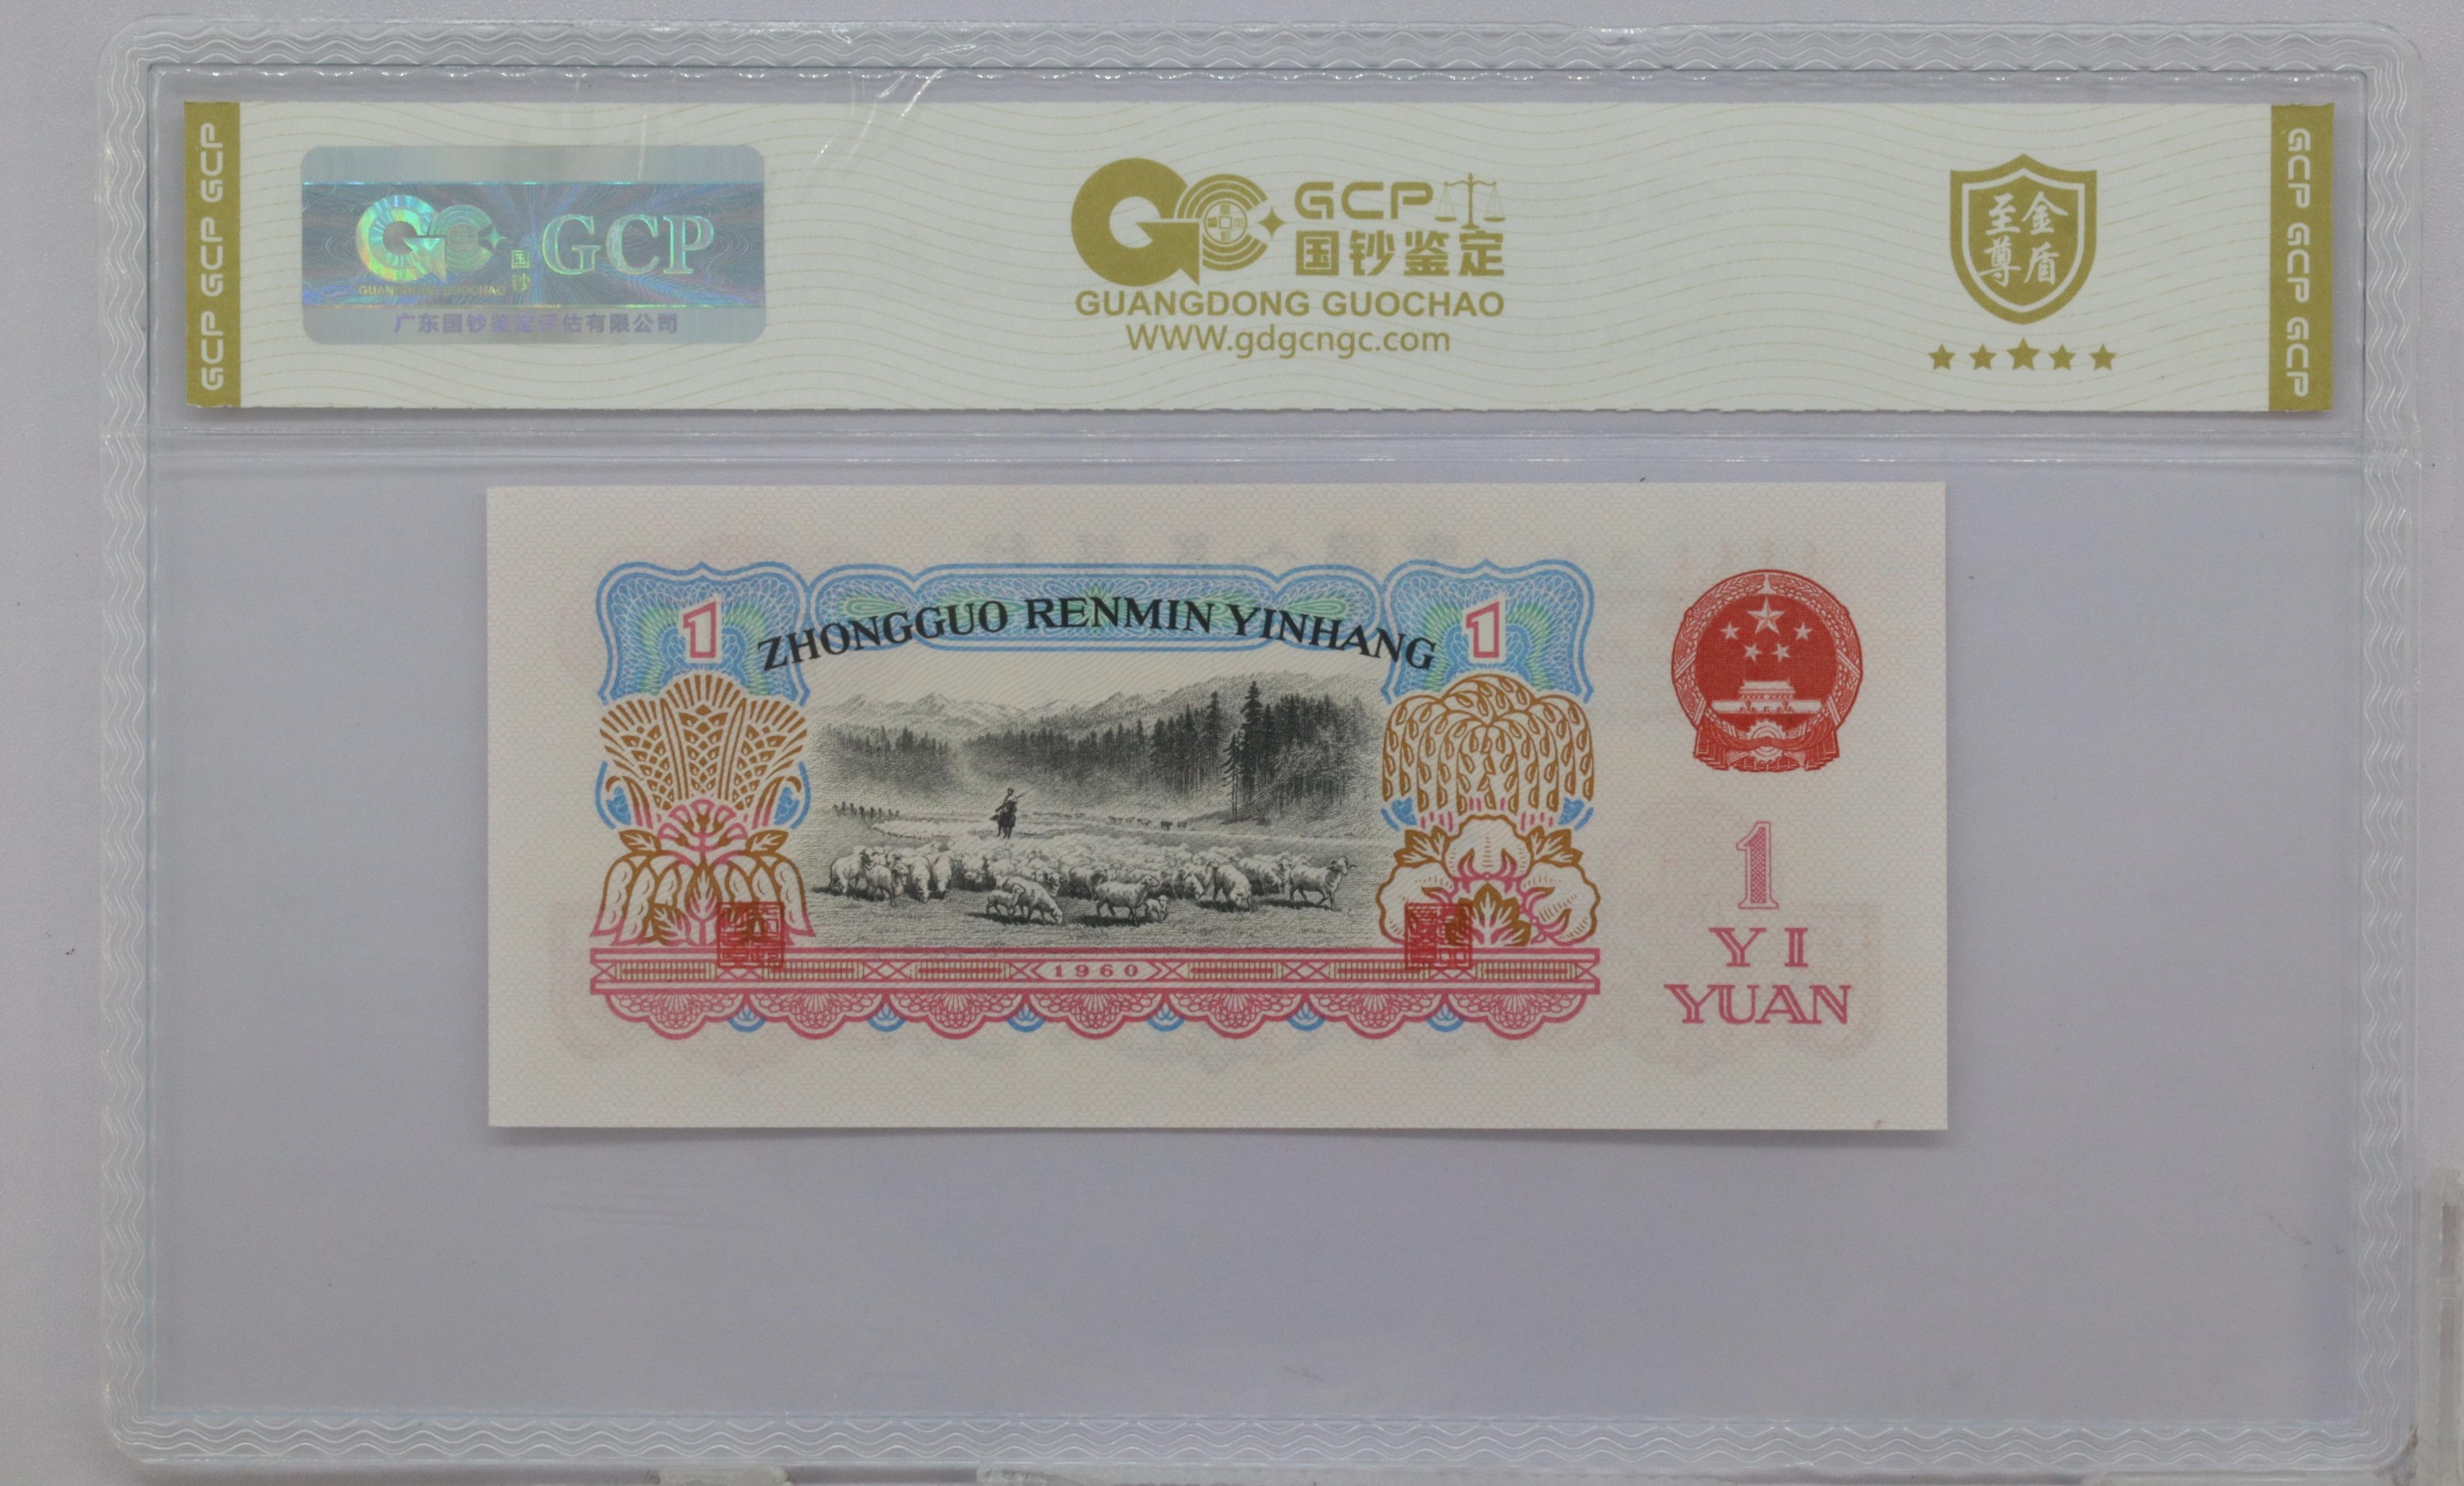 GCP GCP GCP
国钞 GCP
GUANGDONG GUOCHAO
广东国钞鉴定评估有限公司
GCP
国钞鉴定
GUANGDONG GUOCHAO
WWW.gdgcngc.com
至尊金盾
GCP GCP GCP
1 ZHONGGUO RENMIN YINHANG 1
1960
1
YI
YUAN